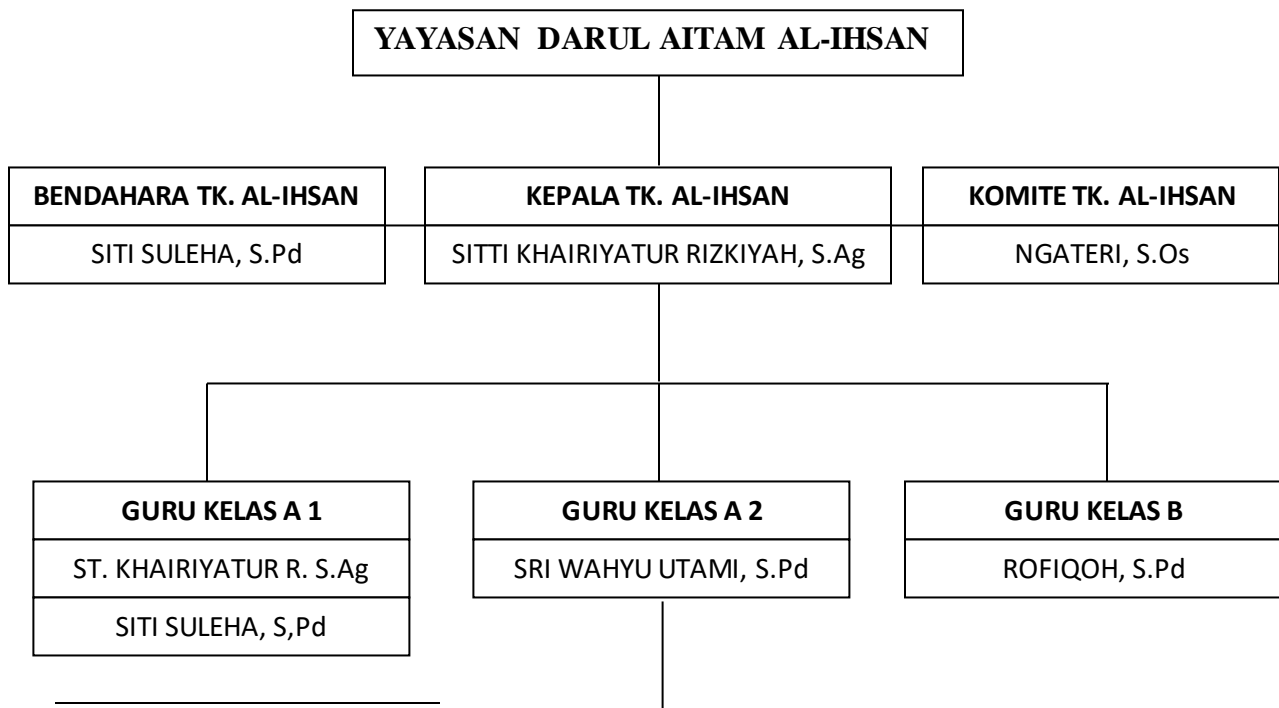 YAYASAN DARUL AITAM AL-IHSAN
BENDAHARA TK. AL-IHSAN
SITI SULEHA, S.Pd
KEPALA TK. AL-IHSAN
SITTI KHAIRIYATUR RIZKIYAH, S.Ag
KOMITE TK. AL-IHSAN
NGATERI, S.Os
GURU KELAS A 1
ST. KHAIRIYATUR R. S.Ag
SITI SULEHA, S,Pd
GURU KELAS A 2
SRI WAHYU UTAMI, S.Pd
GURU KELAS B
ROFIQOH, S.Pd